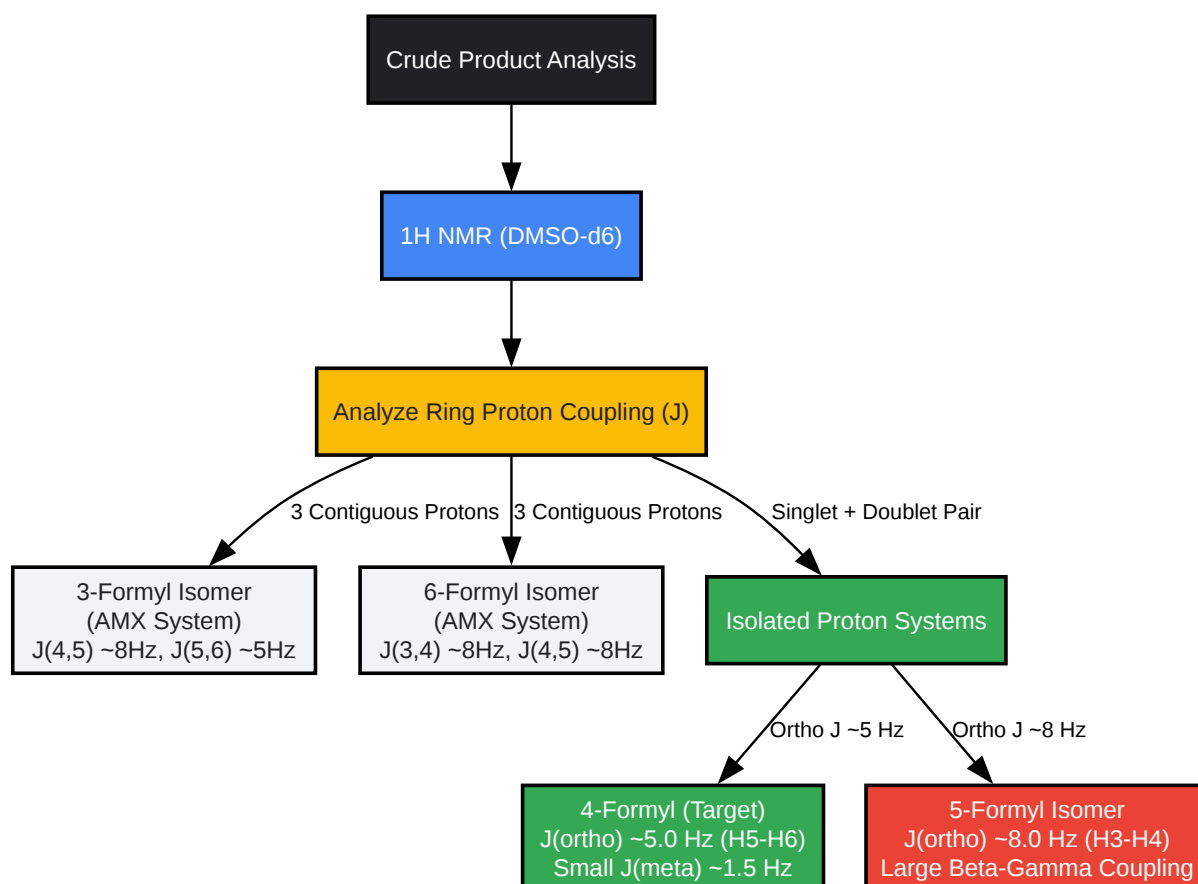 Crude Product Analysis
1H NMR (DMSO-d6)
Analyze Ring Proton Coupling (J)
3 Contiguous Protons
3 Contiguous Protons
Singlet + Doublet Pair
3-Formyl Isomer
(AMX System)
J(4,5) ~8Hz, J(5,6) ~5Hz
6-Formyl Isomer
(AMX System)
J(3,4) ~8Hz, J(4,5) ~8Hz
Isolated Proton Systems
Ortho J ~5 Hz
Ortho J ~8 Hz
4-Formyl (Target)
J(ortho) ~5.0 Hz (H5-H6)
Small J(meta) ~1.5 Hz
5-Formyl Isomer
J(ortho) ~8.0 Hz (H3-H4)
Large Beta-Gamma Coupling